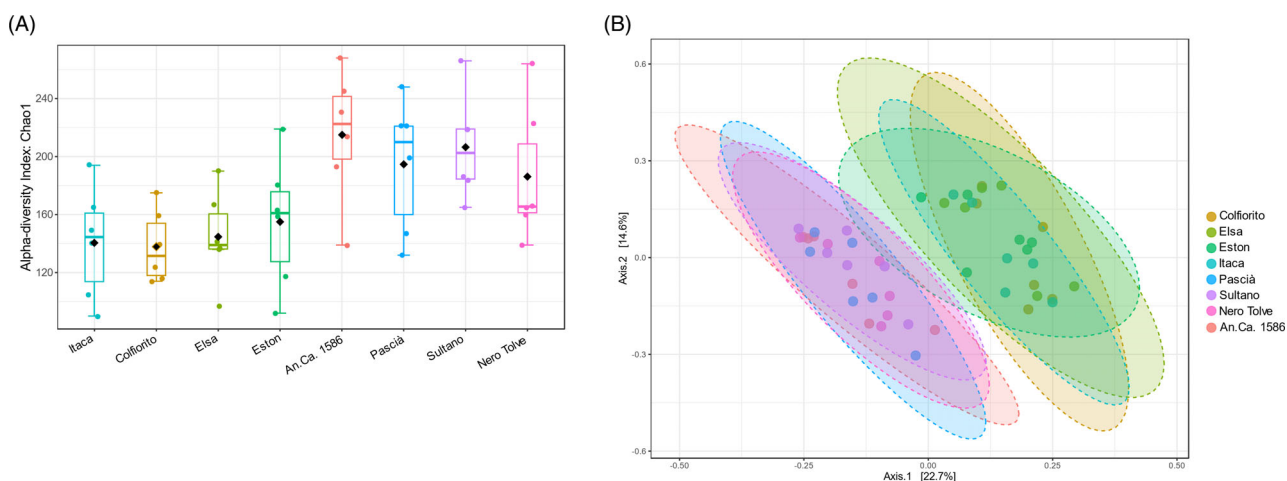 (A)
Alpha-diversity Index: Chao1
240
200
160
120
Itaca
Colfiorito
Elsa
Eston
An.Ca. 1586
Pascià
Sultano
Nero Tolve
(B)
Axis.2 [14.6%]
0.6
0.3
0.0
-0.3
-0.6
-0.50
-0.25
0.00
0.25
0.50
Axis.1 [22.7%]
Colfiorito
Elsa
Eston
Itaca
Pascià
Sultano
Nero Tolve
An.Ca. 1586